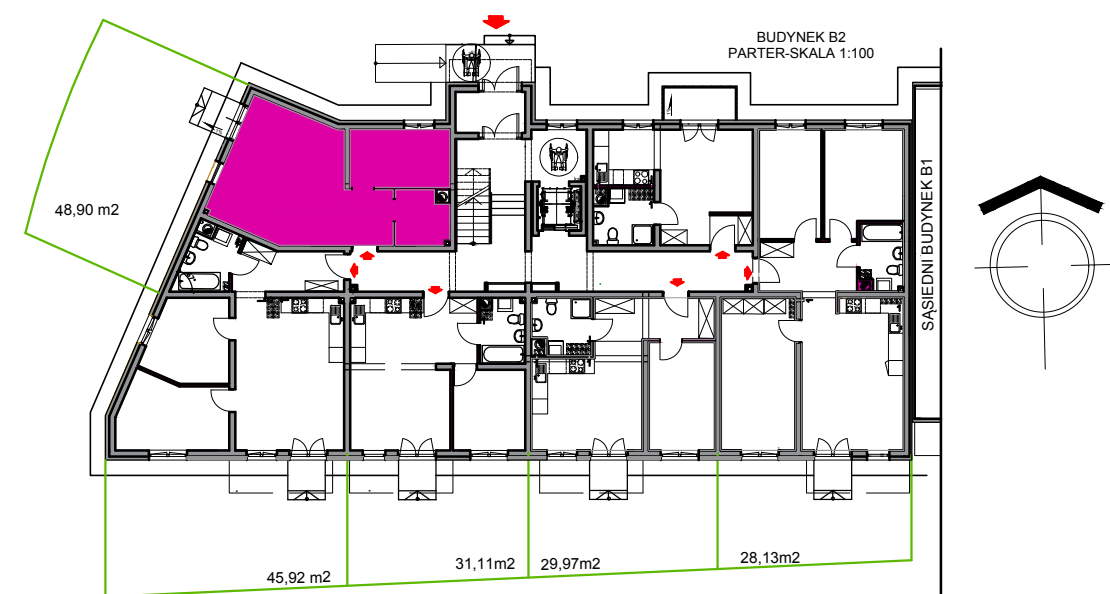 BUDYNEK B2
PARTER-SKALA 1:100
48,90 m2
SĄSIEDNI BUDYNEK B1
45,92 m2
31,11m2
29,97m2
28,13m2